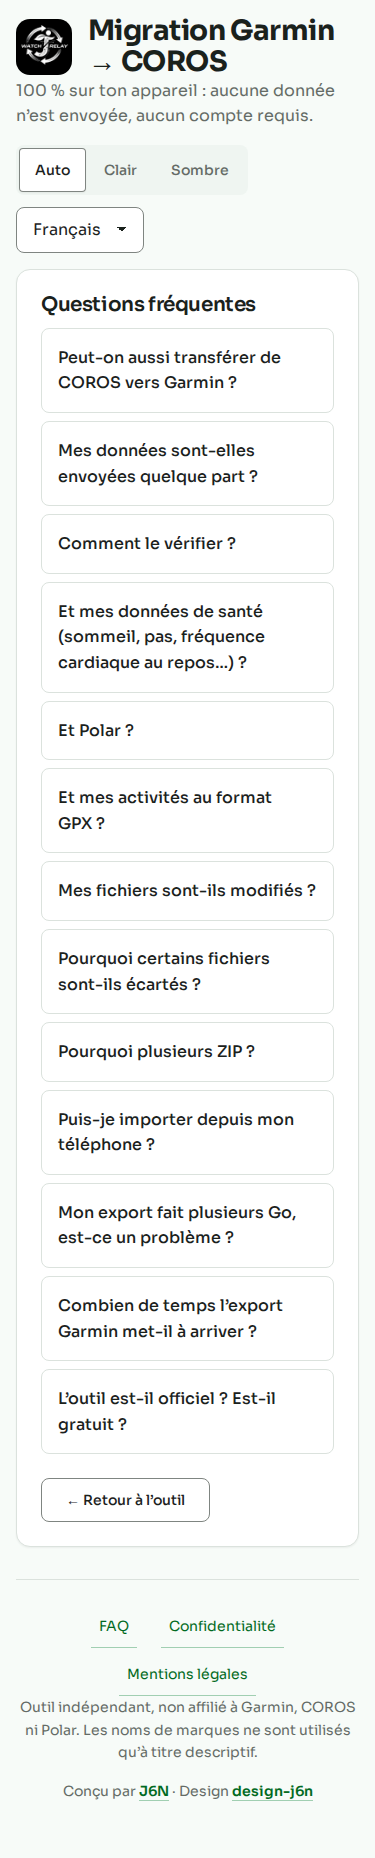 WATCH RELAY
Migration Garmin
→ COROS
100 % sur ton appareil : aucune donnée
n’est envoyée, aucun compte requis.
Auto Clair Sombre
Français
Questions fréquentes
Peut-on aussi transférer de
COROS vers Garmin ?
Mes données sont-elles
envoyées quelque part ?
Comment le vérifier ?
Et mes données de santé
(sommeil, pas, fréquence
cardiaque au repos…) ?
Et Polar ?
Et mes activités au format
GPX ?
Mes fichiers sont-ils modifiés ?
Pourquoi certains fichiers
sont-ils écartés ?
Pourquoi plusieurs ZIP ?
Puis-je importer depuis mon
téléphone ?
Mon export fait plusieurs Go,
est-ce un problème ?
Combien de temps l’export
Garmin met-il à arriver ?
L’outil est-il officiel ? Est-il
gratuit ?
← Retour à l’outil
FAQ Confidentialité
Mentions légales
Outil indépendant, non affilié à Garmin, COROS
ni Polar. Les noms de marques ne sont utilisés
qu’à titre descriptif.
Conçu par J6N · Design design-j6n